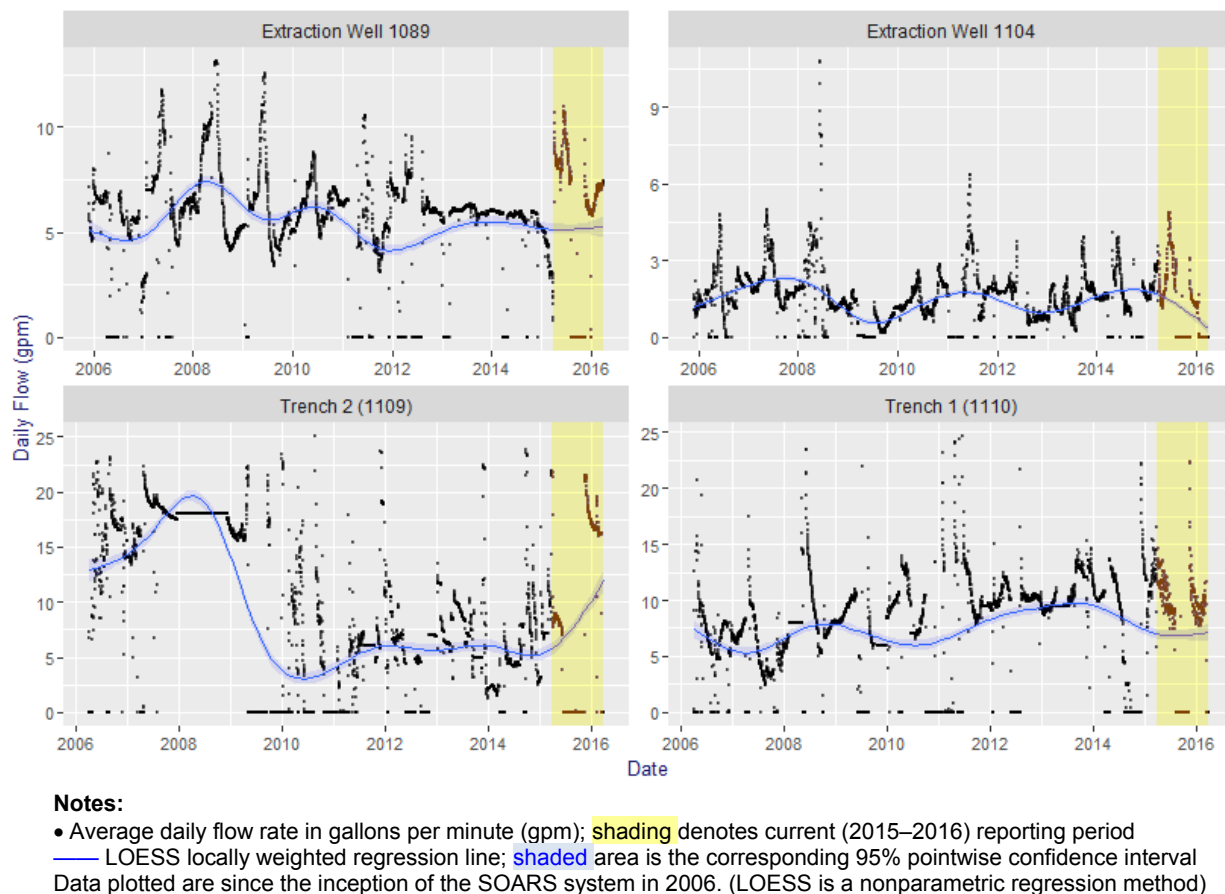 Extraction Well 1089
Extraction Well 1104
10
5
0
2006 2008 2010 2012 2014 2016
9
6
3
0
2006 2008 2010 2012 2014 2016
Daily Flow (gpm)
Trench 2 (1109)
Trench 1 (1110)
25
20
15
10
5
0
2006 2008 2010 2012 2014 2016
25
20
15
10
5
0
2006 2008 2010 2012 2014 2016
Date
Notes:
• Average daily flow rate in gallons per minute (gpm); shading denotes current (2015–2016) reporting period
—— LOESS locally weighted regression line; shaded area is the corresponding 95% pointwise confidence interval
Data plotted are since the inception of the SOARS system in 2006. (LOESS is a nonparametric regression method)